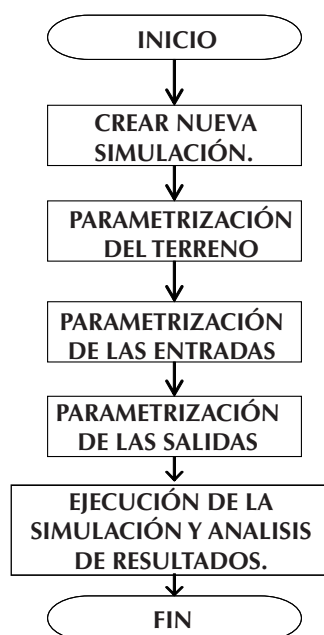 INICIO
CREAR NUEVA
SIMULACIÓN.
PARAMETRIZACIÓN
DEL TERRENO
PARAMETRIZACIÓN
DE LAS ENTRADAS
PARAMETRIZACIÓN
DE LAS SALIDAS
EJECUCIÓN DE LA
SIMULACIÓN Y ANALISIS
DE RESULTADOS.
FIN